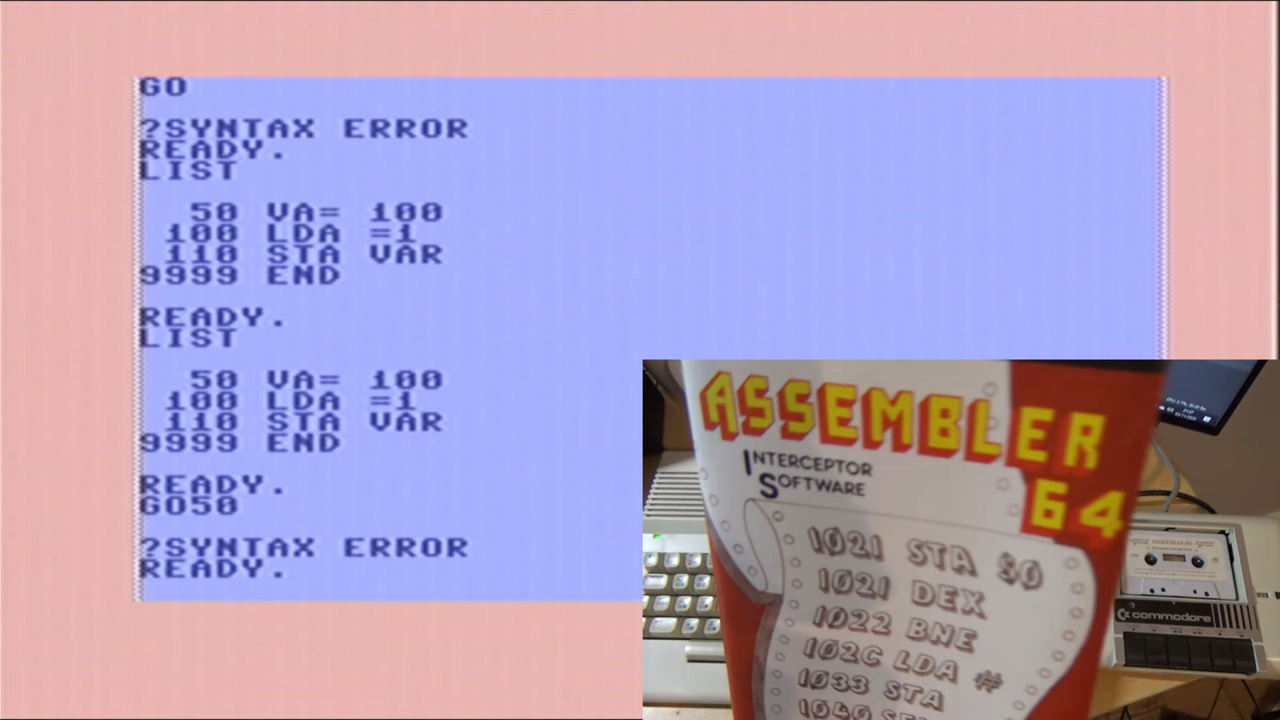 GO
?SYNTAX ERROR
READY.
LIST
50 VA= 100
100 LDA =1
110 STA VAR
9999 END
READY.
LIST
50 VA= 100
100 LDA =1
110 STA VAR
9999 END
READY.
GO50
?SYNTAX ERROR
READY.
ASSEMBLER
64
INTERCEPTOR
SOFTWARE
1021 STA $0
1021 DEX
1022 BNE
102C LDA #
1033 STA
1040
commodore